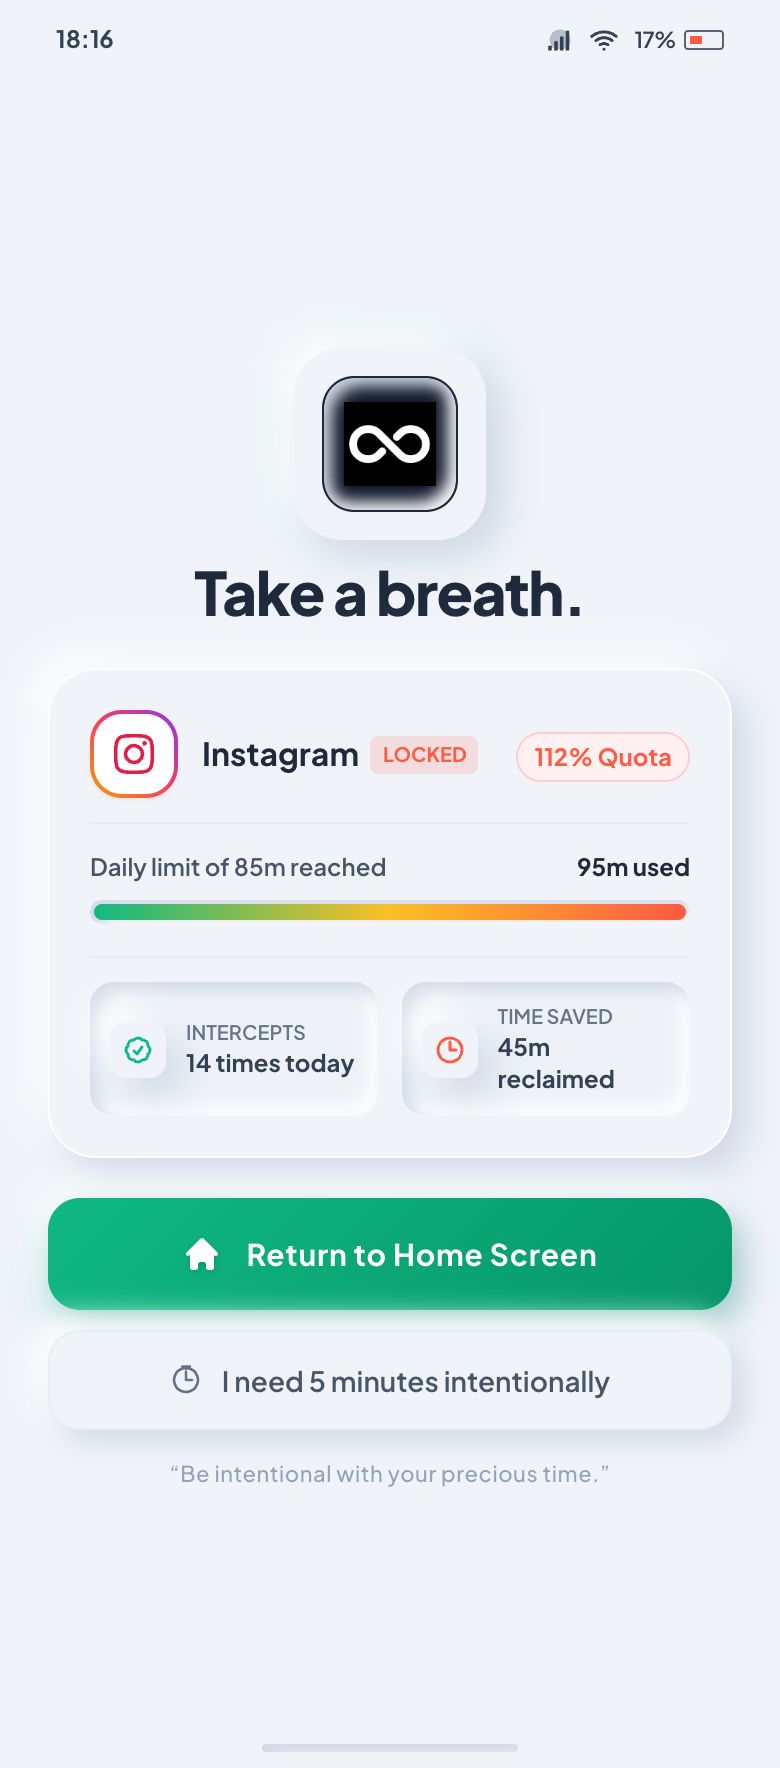 18:16
17%
Take a breath.
Instagram LOCKED 112% Quota
Daily limit of 85m reached 95m used
INTERCEPTS
14 times today
TIME SAVED
45m
reclaimed
Return to Home Screen
I need 5 minutes intentionally
“Be intentional with your precious time.”